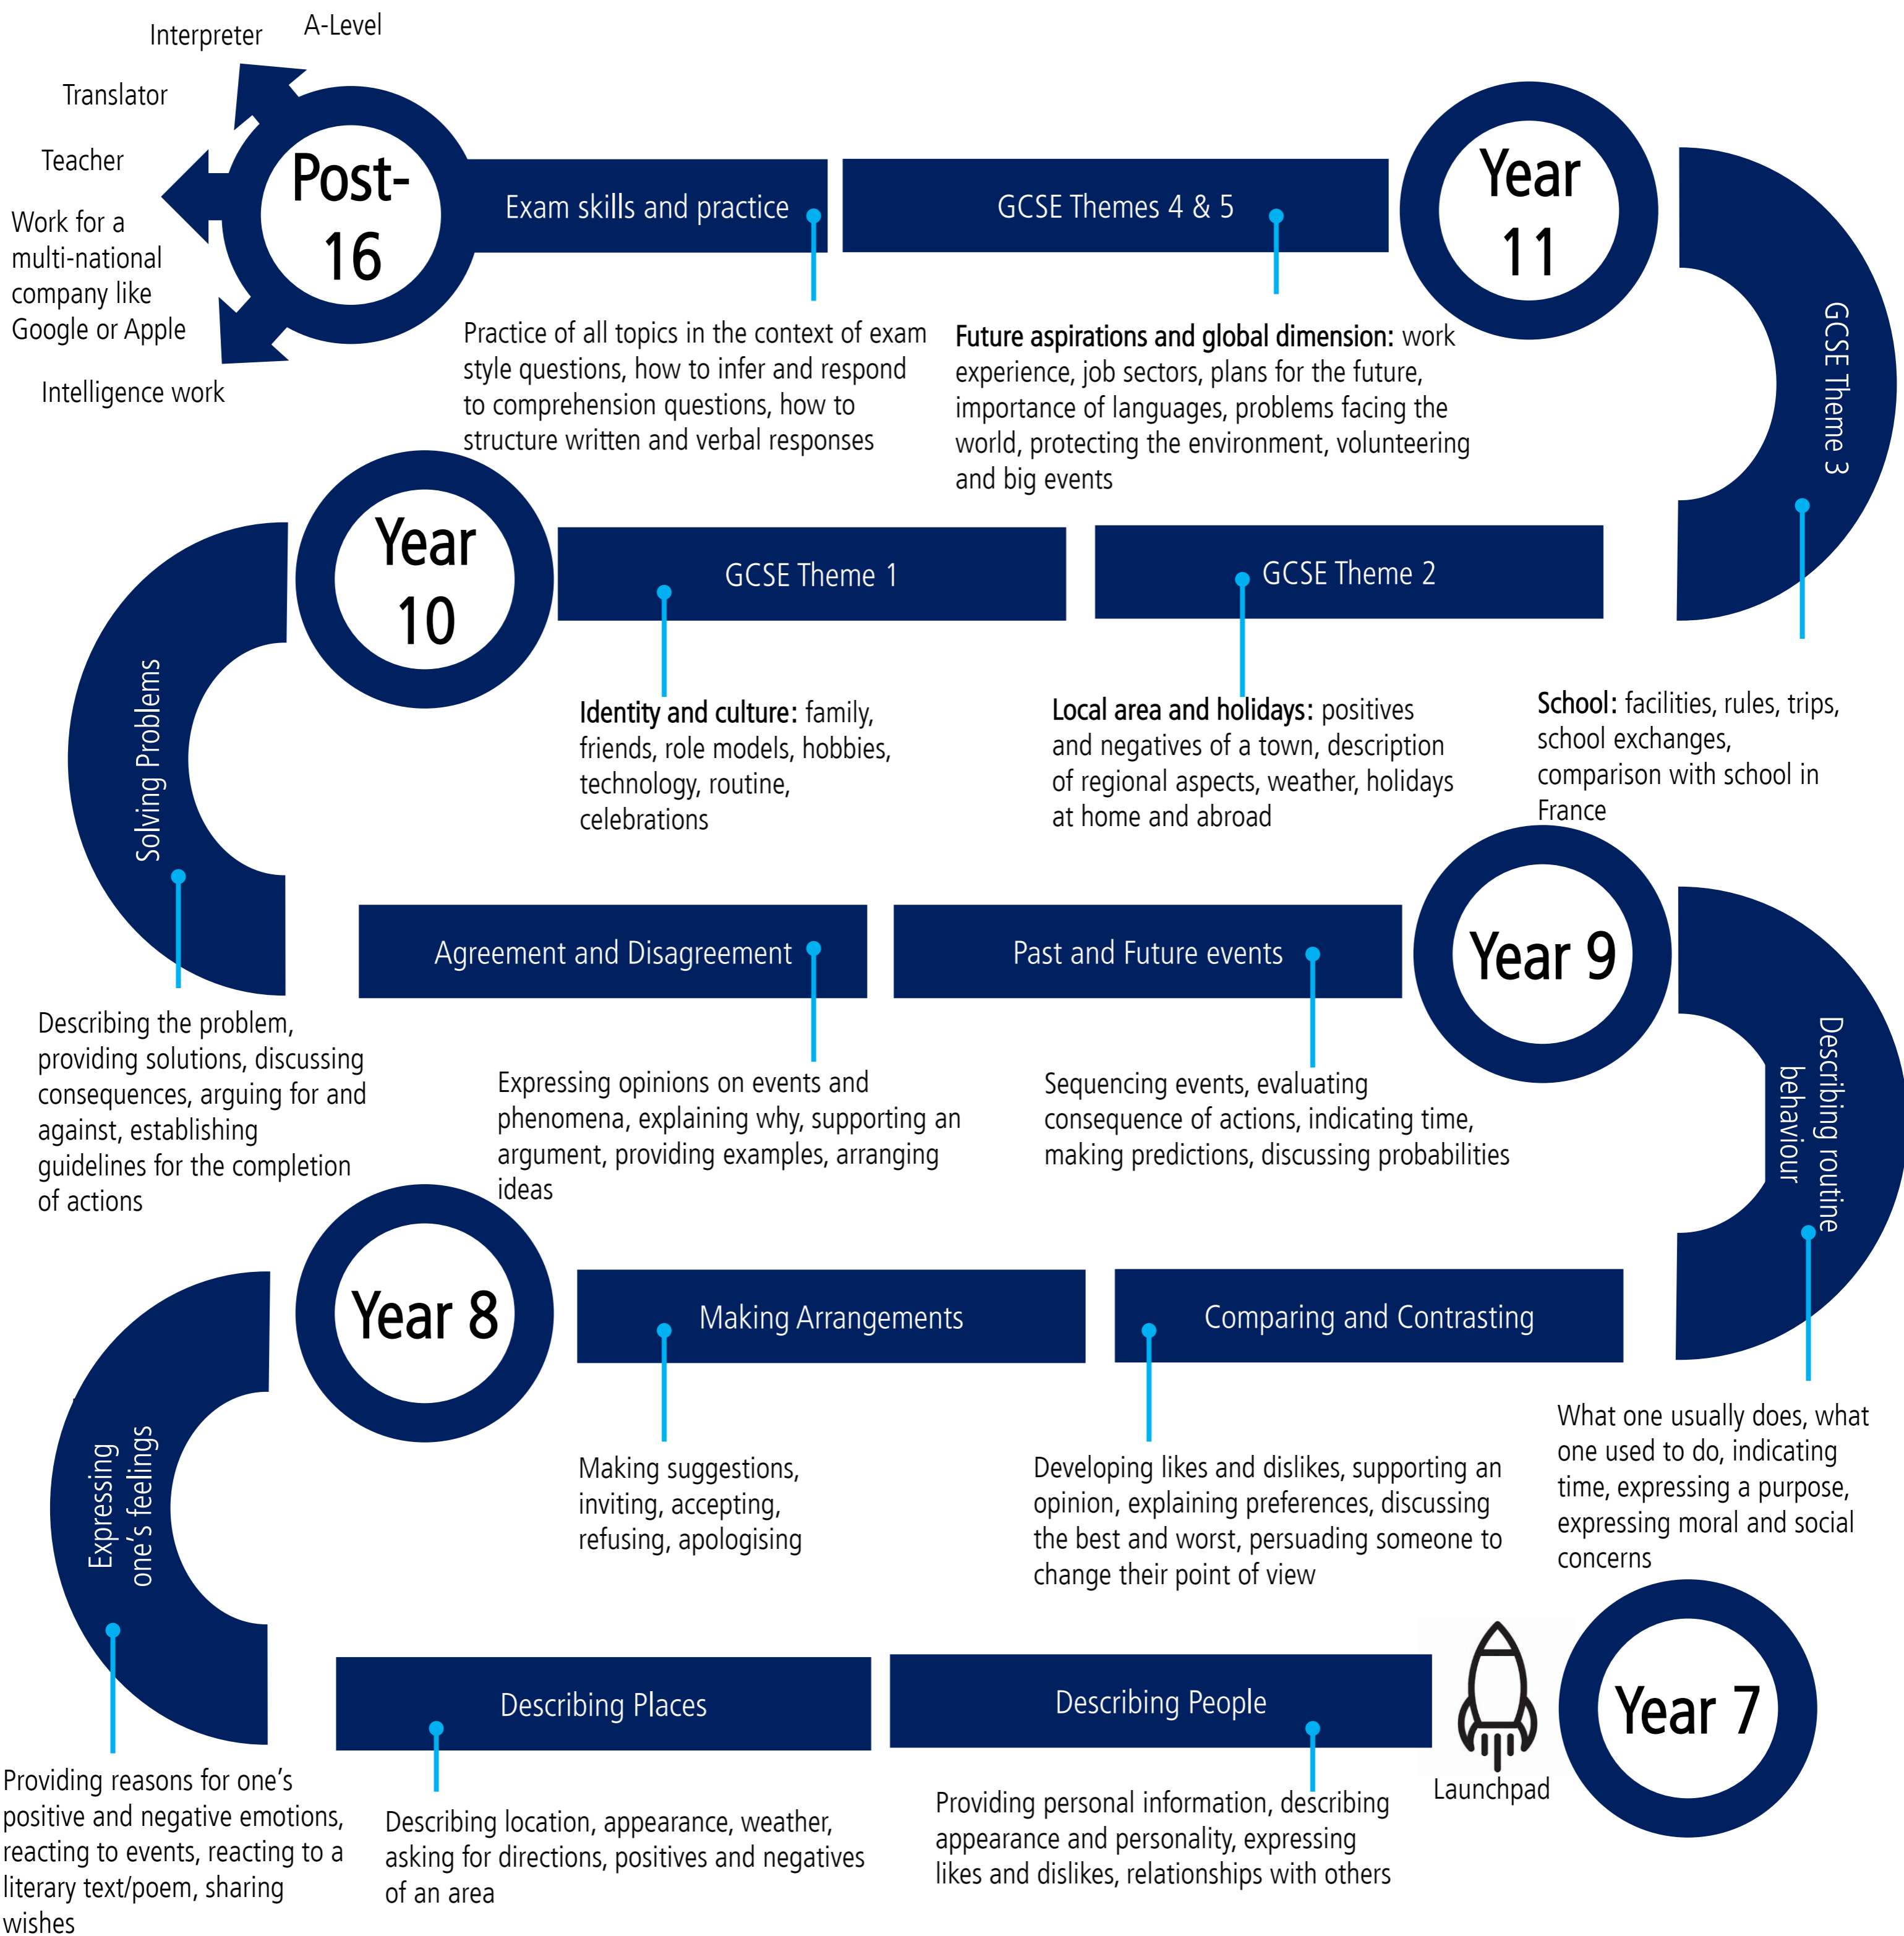 Interpreter
A-Level
Translator
Teacher
Work for a
multi-national
company like
Google or Apple
Intelligence work
Post-
16
Exam skills and practice
GCSE Themes 4 & 5
Year
11
GCSE Theme 3
Practice of all topics in the context of exam
style questions, how to infer and respond
to comprehension questions, how to
structure written and verbal responses
Future aspirations and global dimension: work
experience, job sectors, plans for the future,
importance of languages, problems facing the
world, protecting the environment, volunteering
and big events
Solving Problems
Year
10
GCSE Theme 1
GCSE Theme 2
Identity and culture: family,
friends, role models, hobbies,
technology, routine,
celebrations
Local area and holidays: positives
and negatives of a town, description
of regional aspects, weather, holidays
at home and abroad
School: facilities, rules, trips,
school exchanges,
comparison with school in
France
Agreement and Disagreement
Past and Future events
Year 9
Describing routine
behaviour
Describing the problem,
providing solutions, discussing
consequences, arguing for and
against, establishing
guidelines for the completion
of actions
Expressing opinions on events and
phenomena, explaining why, supporting an
argument, providing examples, arranging
ideas
Sequencing events, evaluating
consequence of actions, indicating time,
making predictions, discussing probabilities
Expressing
one's feelings
Year 8
Making Arrangements
Comparing and Contrasting
Making suggestions,
inviting, accepting,
refusing, apologising
Developing likes and dislikes, supporting an
opinion, explaining preferences, discussing
the best and worst, persuading someone to
change their point of view
What one usually does, what
one used to do, indicating
time, expressing a purpose,
expressing moral and social
concerns
Describing Places
Describing People
Launchpad
Year 7
Providing reasons for one's
positive and negative emotions,
reacting to events, reacting to a
literary text/poem, sharing
wishes
Describing location, appearance, weather,
asking for directions, positives and negatives
of an area
Providing personal information, describing
appearance and personality, expressing
likes and dislikes, relationships with others